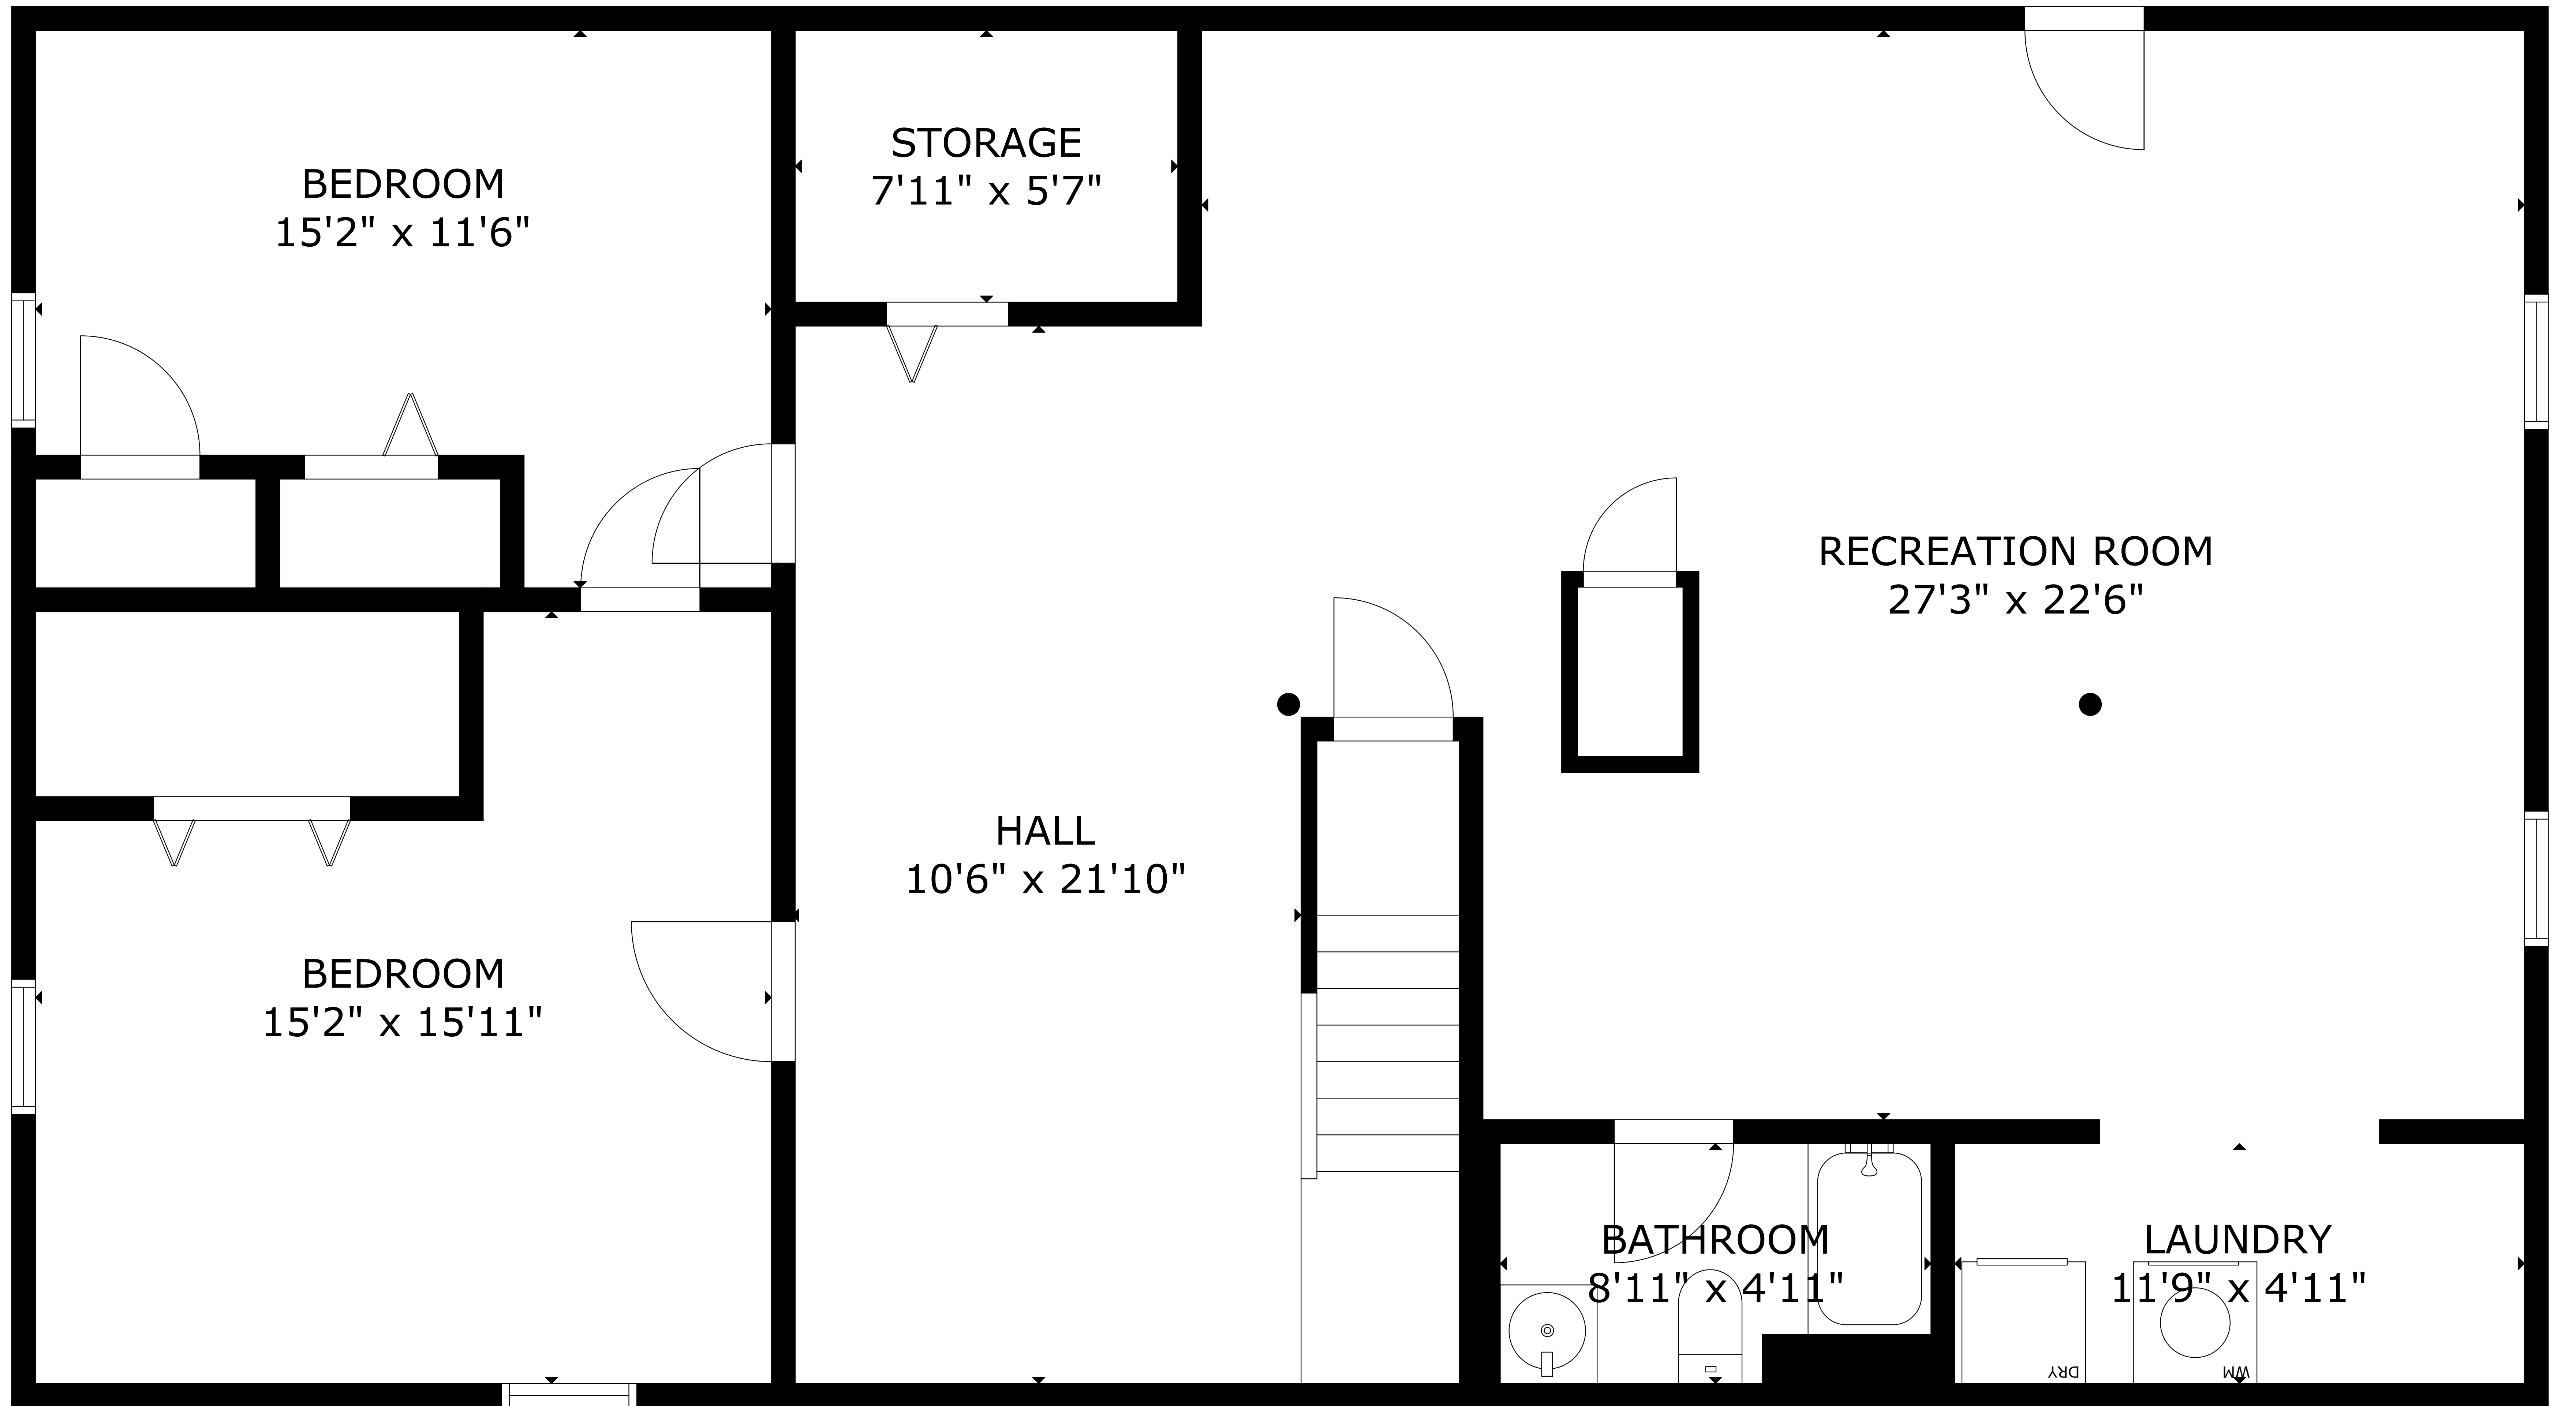 BEDROOM
15'2" x 11'6"
STORAGE
7'11" x 5'7"
RECREATION ROOM
27'3" x 22'6"
HALL
10'6" x 21'10"
BEDROOM
15'2" x 15'11"
BATHROOM
8'11" x 4'11"
LAUNDRY
11'9" x 4'11"
DRY
WM